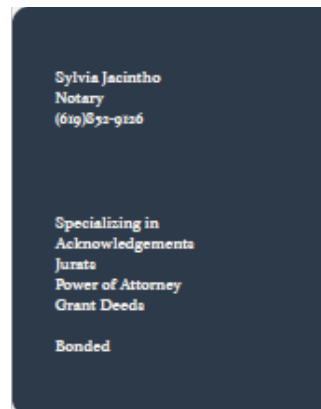 Sylvia Jacintho
Notary
(619)852-9126
Specializing in
Acknowledgements
Jurats
Power of Attorney
Grant Deeds
Bonded